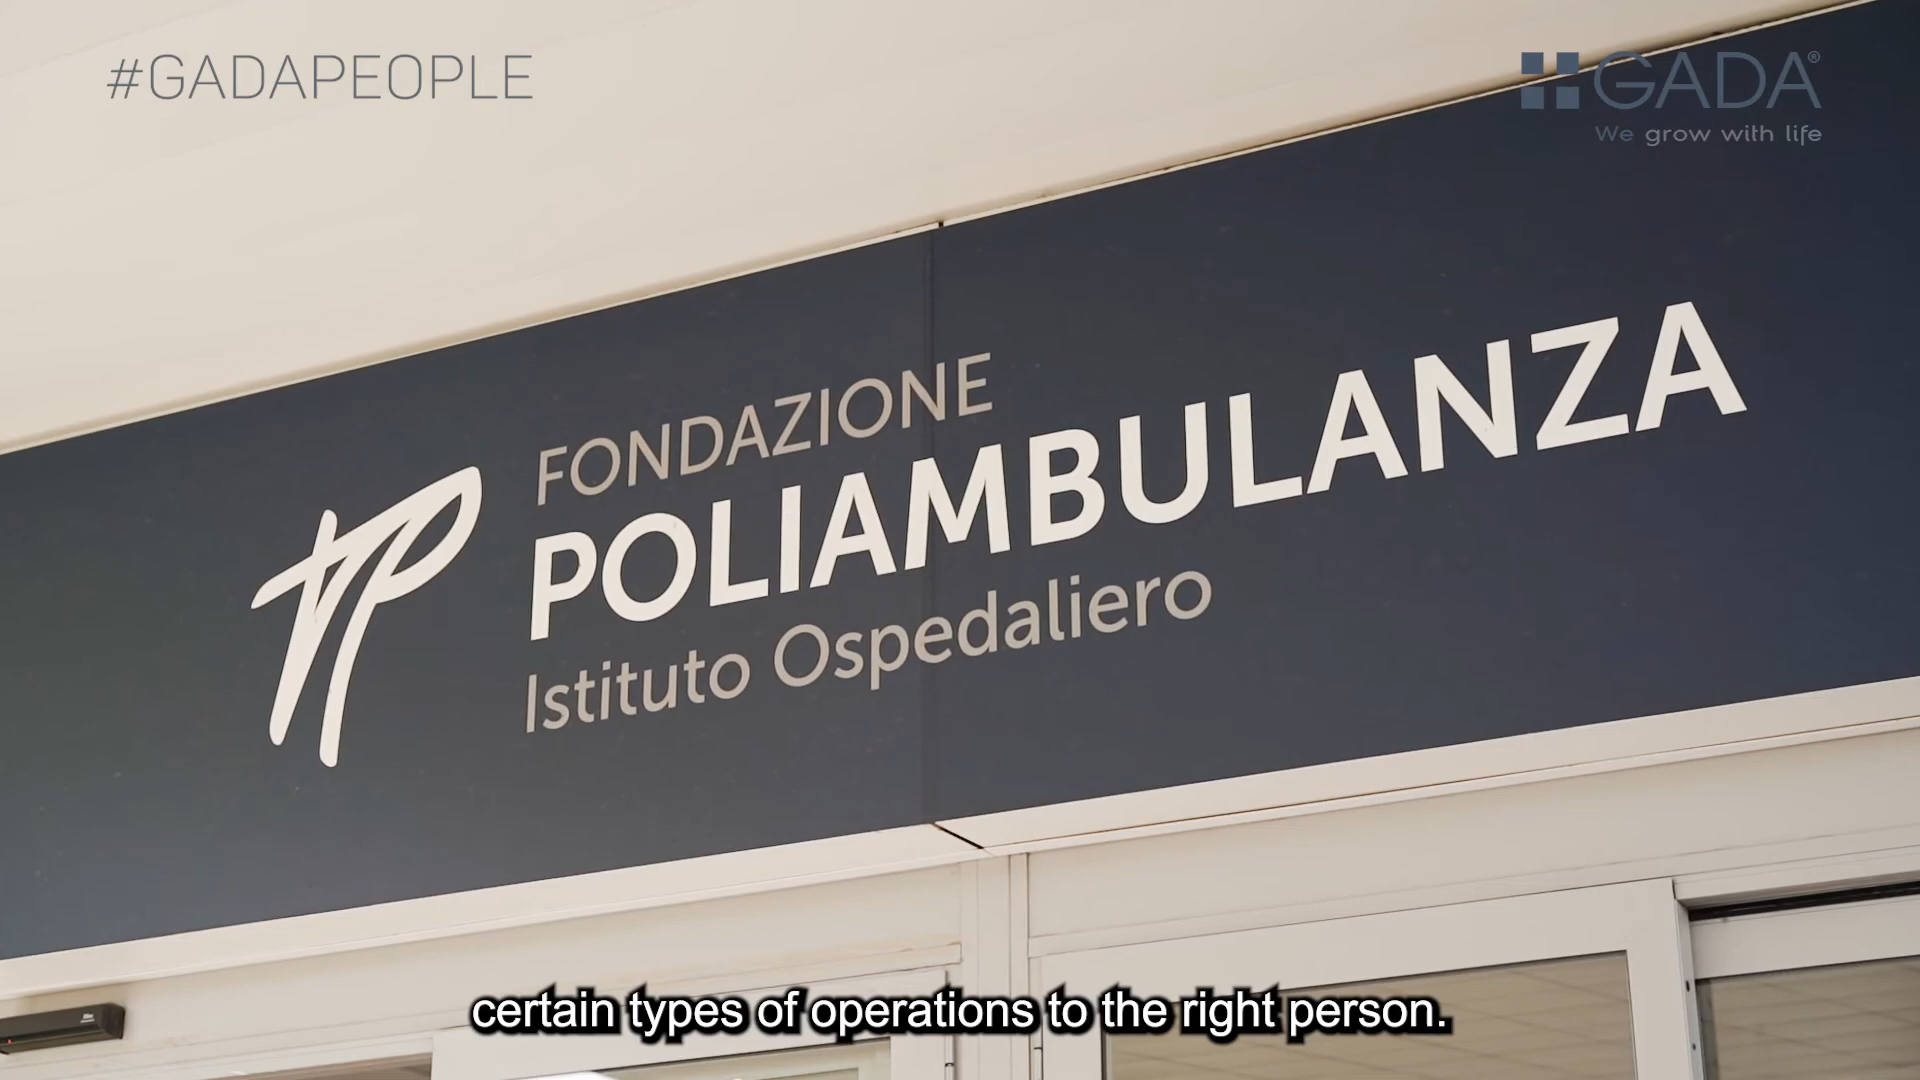 #GADAPEOPLE
GADA®
We grow with life
FONDAZIONE
POLIAMBULANZA
Istituto Ospedaliero
certain types of operations to the right person.